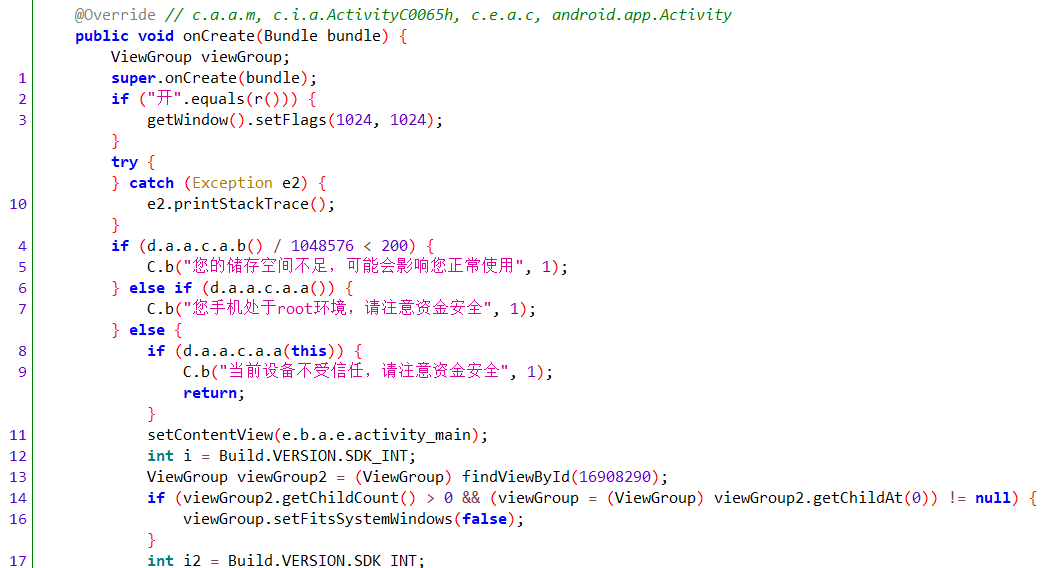 @Override // c.a.a.m, c.i.a.ActivityC0065h, c.e.a.c, android.app.Activity
public void onCreate(Bundle bundle) {
ViewGroup viewGroup;
1 super.onCreate(bundle);
2 if ("开".equals(r())) {
3 getWindow().setFlags(1024, 1024);
}
try {
} catch (Exception e2) {
10 e2.printStackTrace();
}
4 if (d.a.a.c.a.b() / 1048576 < 200) {
5 C.b("您的储存空间不足，可能会影响您正常使用", 1);
6 } else if (d.a.a.c.a.a()) {
7 C.b("您手机处于root环境，请注意资金安全", 1);
} else {
8 if (d.a.a.c.a.a(this)) {
9 C.b("当前设备不受信任，请注意资金安全", 1);
return;
}
11 setContentView(e.b.a.e.activity_main);
12 int i = Build.VERSION.SDK_INT;
13 ViewGroup viewGroup2 = (ViewGroup) findViewById(16908290);
14 if (viewGroup2.getChildCount() > 0 && (viewGroup = (ViewGroup) viewGroup2.getChildAt(0)) != null) {
16 viewGroup.setFitsSystemWindows(false);
}
17 int i2 = Build.VERSION.SDK_INT;